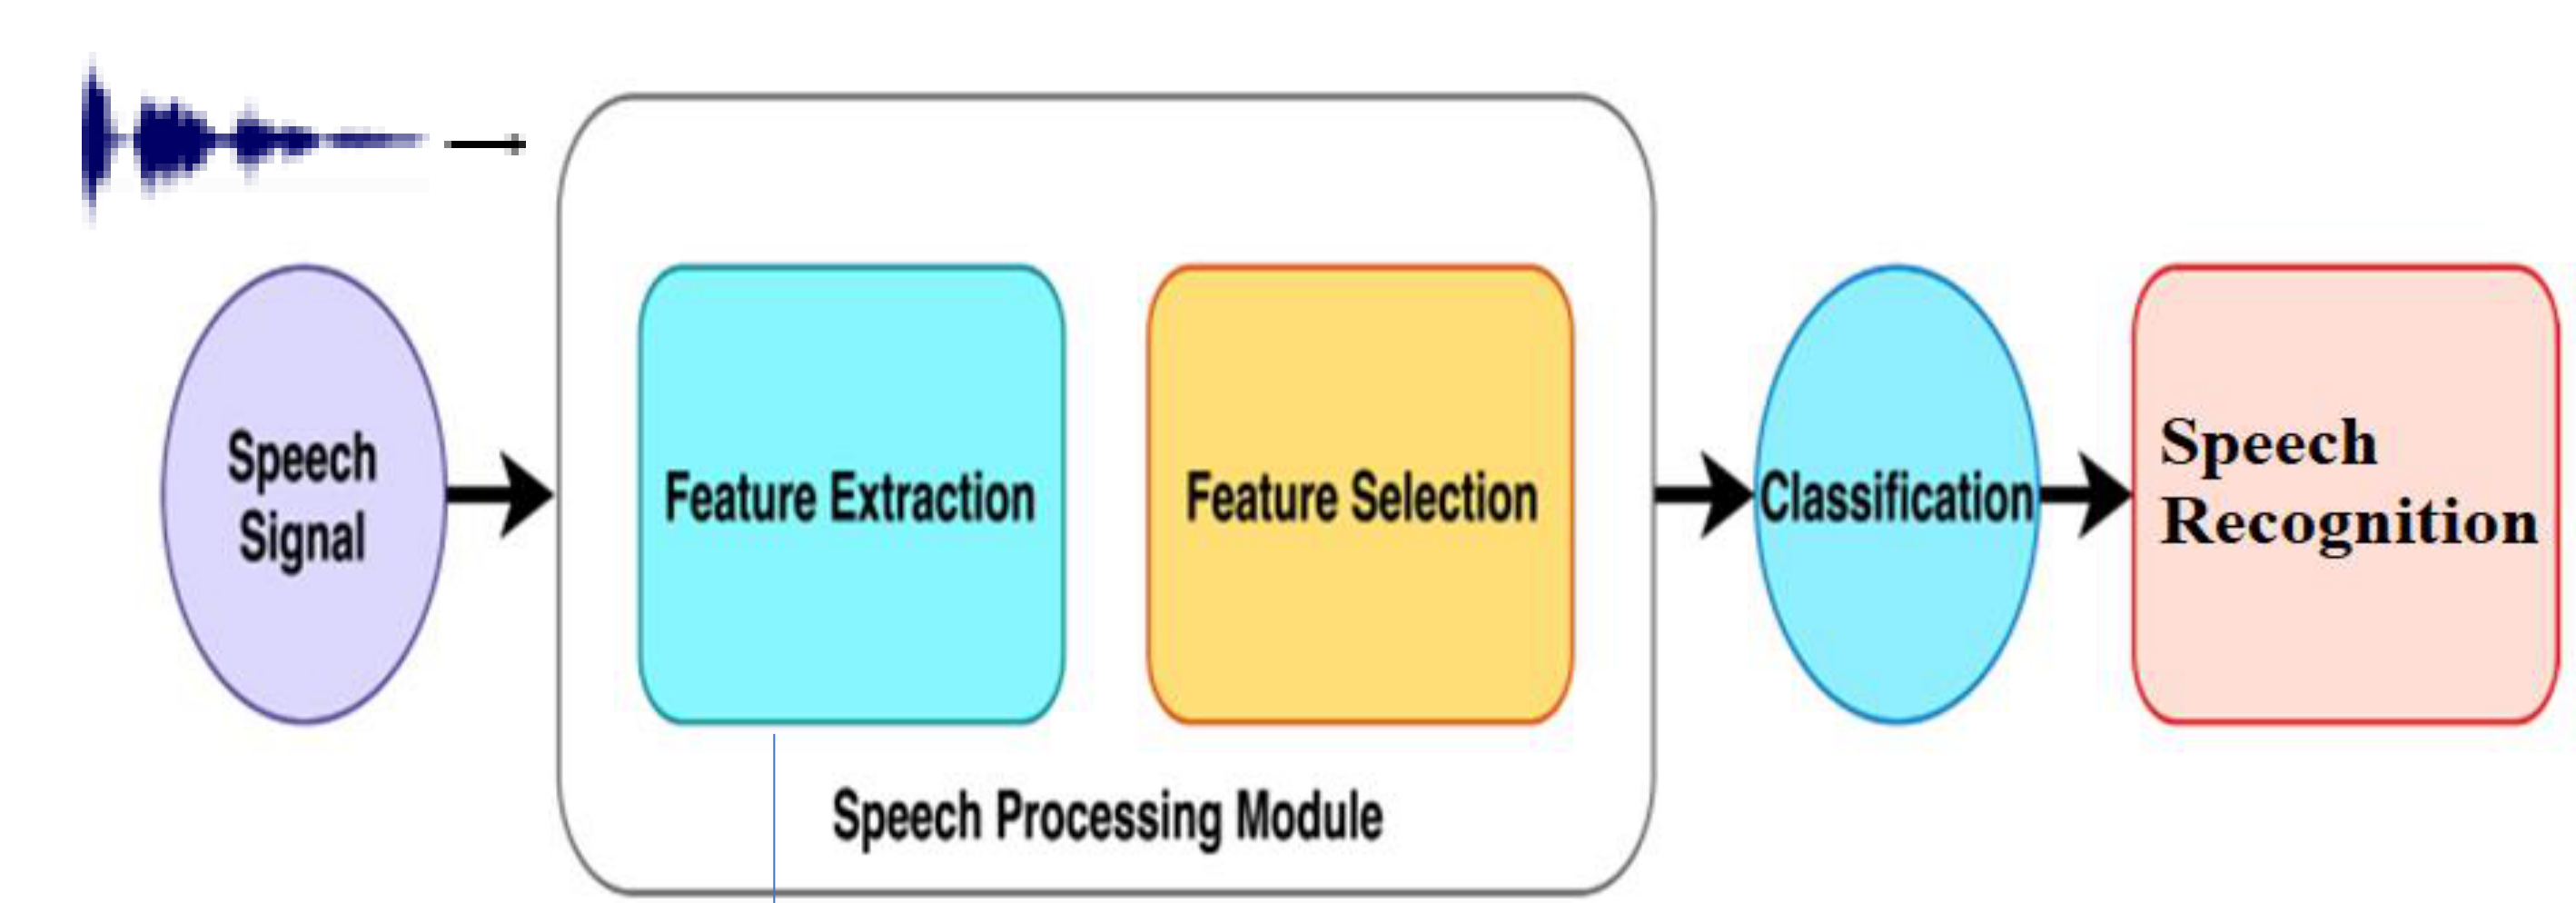 Speech
Signal
Feature Extraction
Feature Selection
Speech Processing Module
Classification
Speech
Recognition